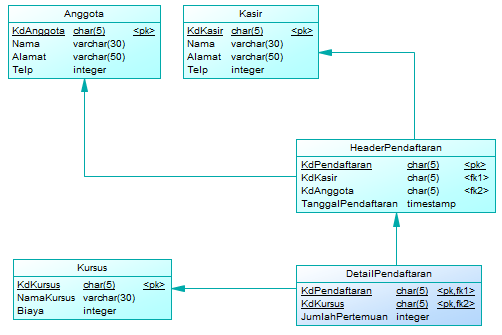 Anggota
KdAnggota char(5) <pk>
Nama varchar(30)
Alamat varchar(50)
Telp integer
Kasir
KdKasir char(5) <pk>
Nama varchar(30)
Alamat varchar(50)
Telp integer
HeaderPendaftaran
KdPendaftaran char(5) <pk>
KdKasir char(5) <fk1>
KdAnggota char(5) <fk2>
TanggalPendaftaran timestamp
Kursus
KdKursus char(5) <pk>
NamaKursus varchar(30)
Biaya integer
DetailPendaftaran
KdPendaftaran char(5) <pk,fk1>
KdKursus char(5) <pk,fk2>
JumlahPertemuan integer